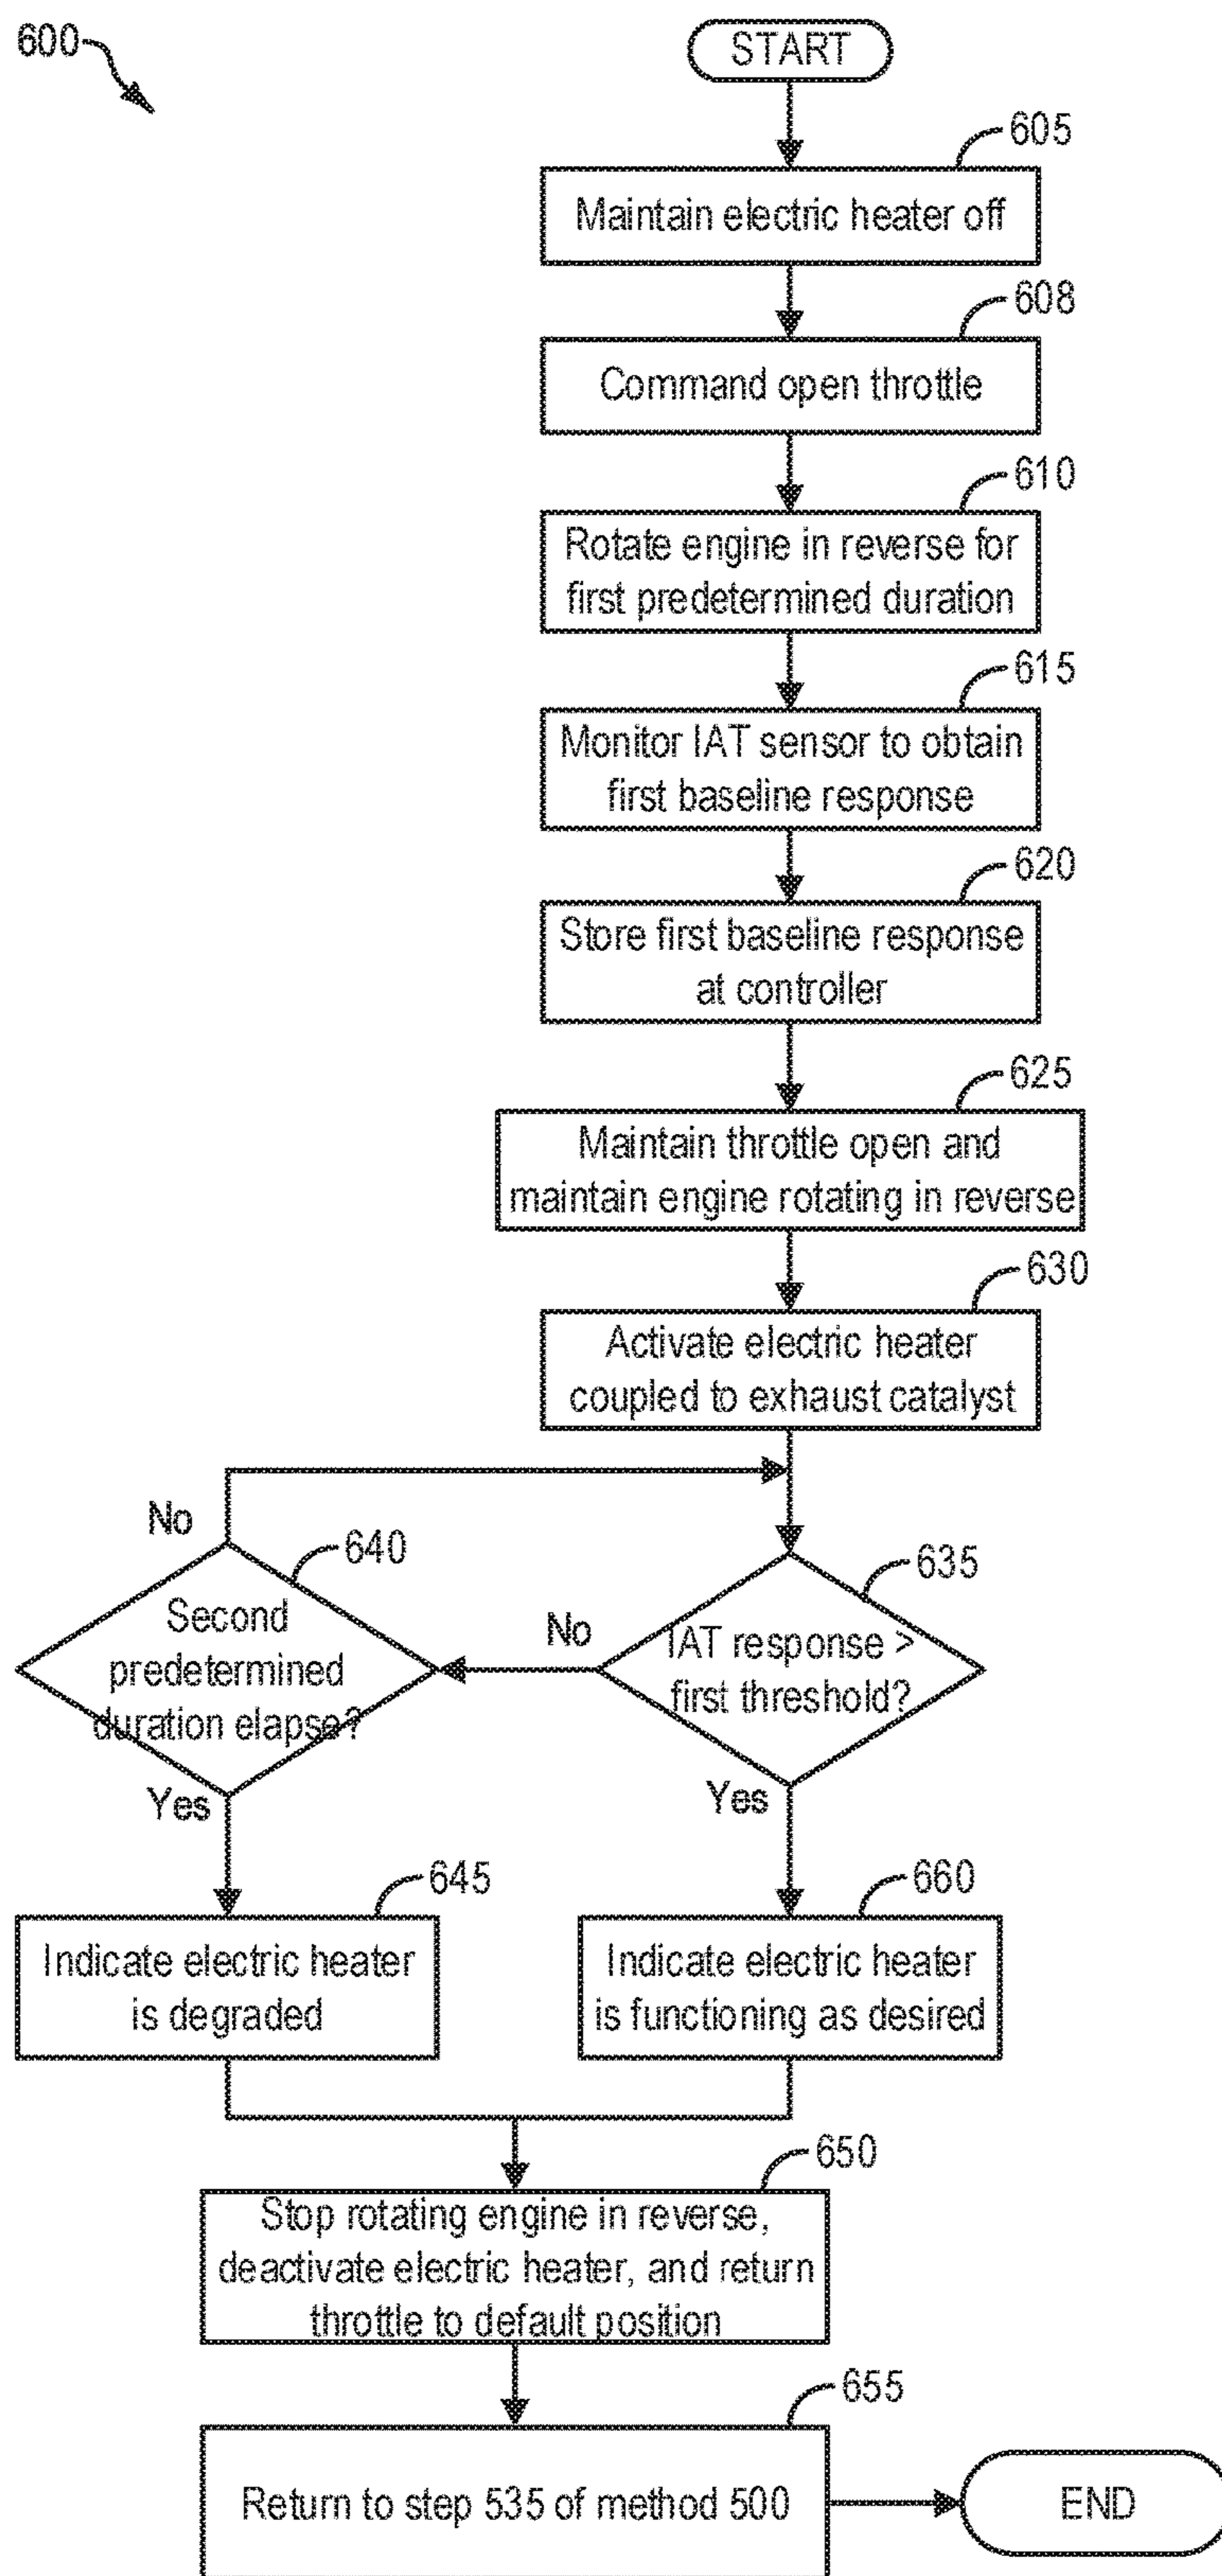 600
START
605
Maintain electric heater off
608
Command open throttle
610
Rotate engine in reverse for
first predetermined duration
615
Monitor IAT sensor to obtain
first baseline response
620
Store first baseline response
at controller
625
Maintain throttle open and
maintain engine rotating in reverse
630
Activate electric heater
coupled to exhaust catalyst
No
640
Second
predetermined
duration elapse?
Yes
No
635
IAT response >
first threshold?
Yes
645
Indicate electric heater
is degraded
660
Indicate electric heater
is functioning as desired
650
Stop rotating engine in reverse,
deactivate electric heater, and return
throttle to default position
655
Return to step 535 of method 500
END